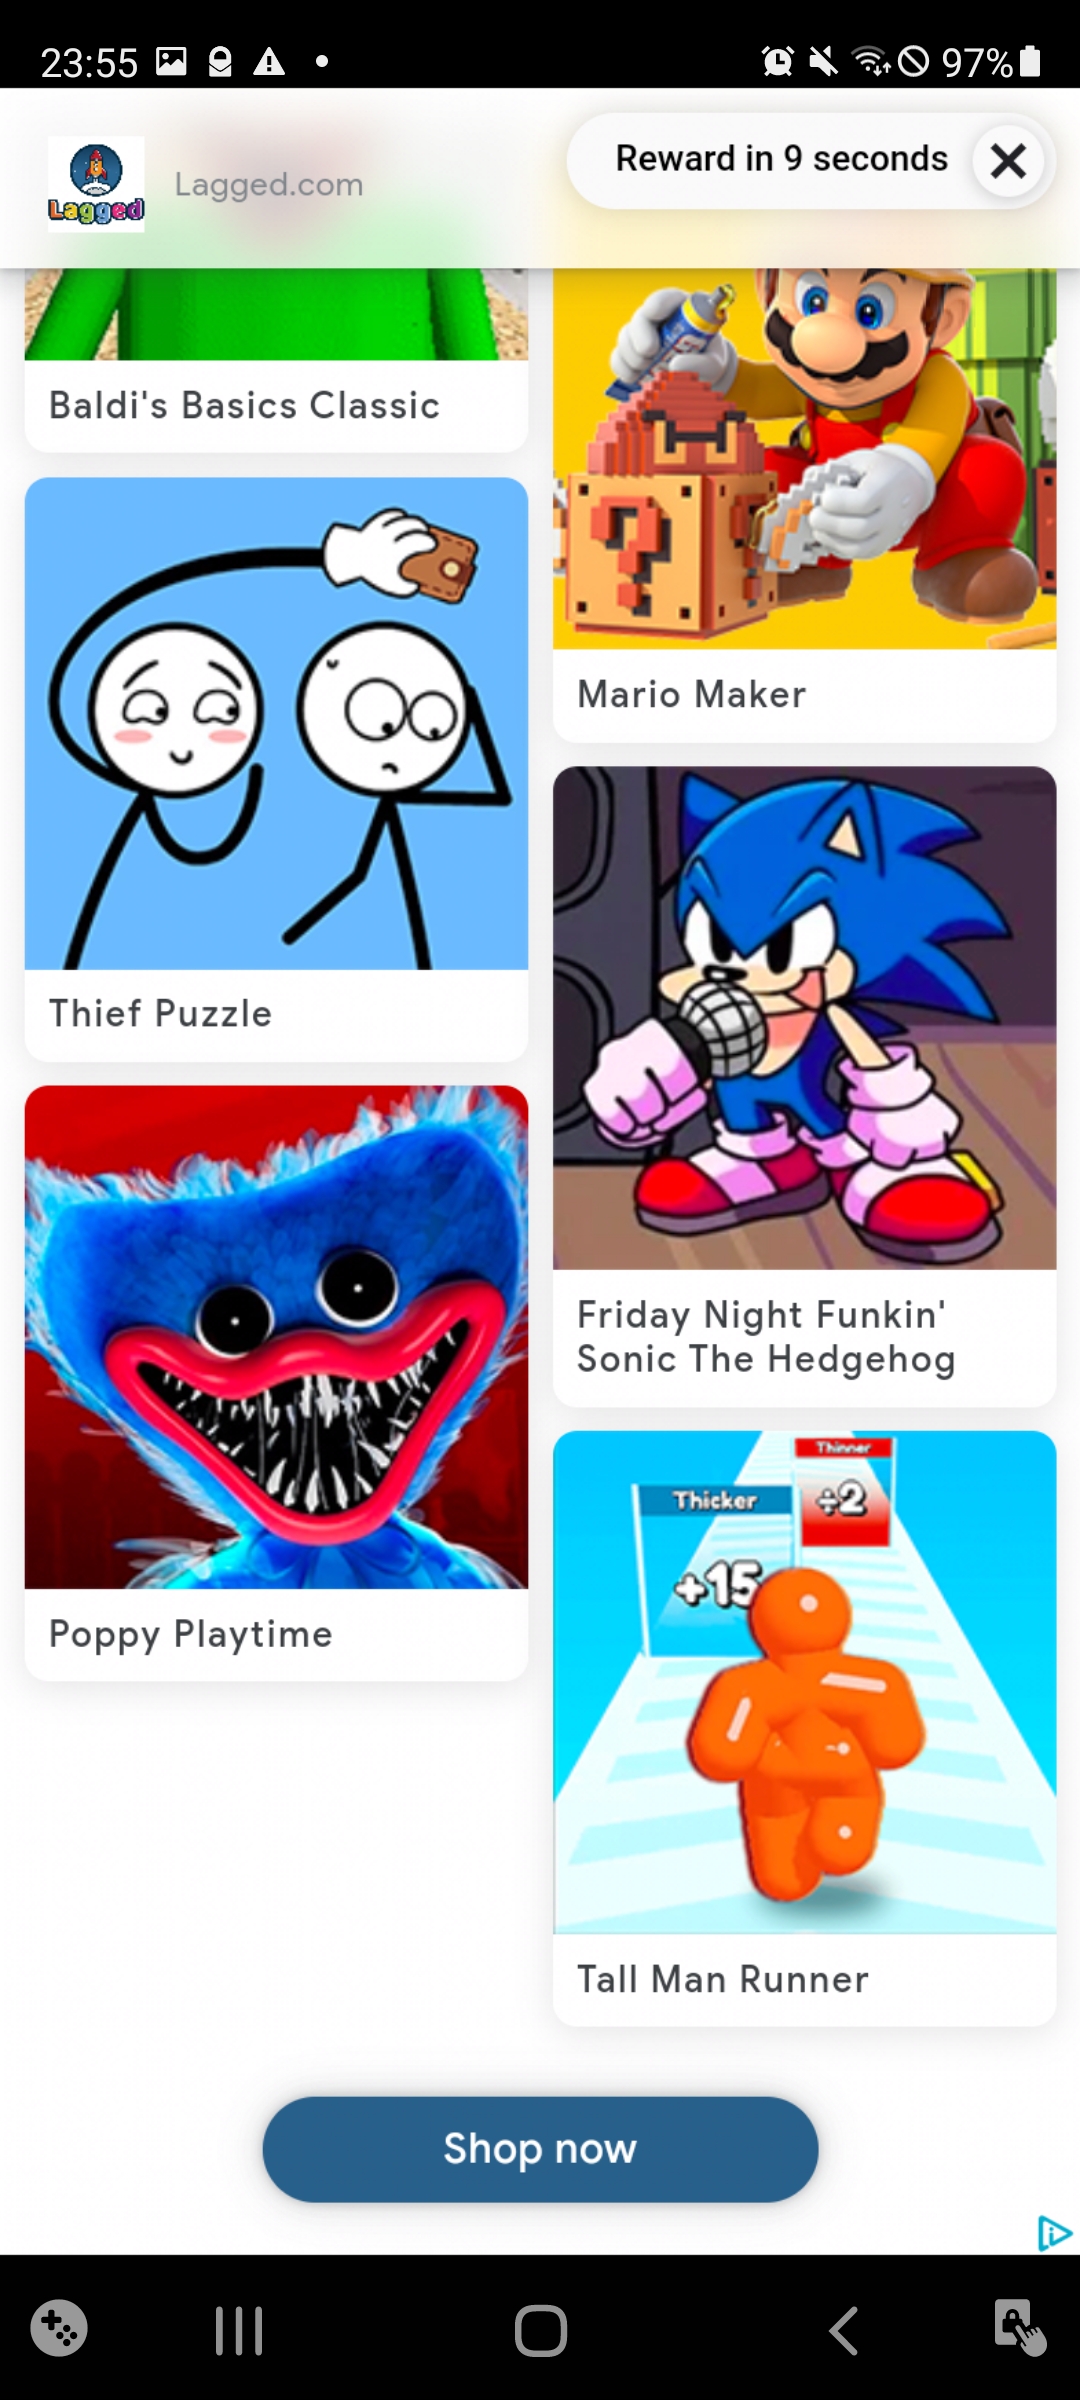 23:55
97%
Lagged
Lagged.com
Reward in 9 seconds
Baldi's Basics Classic
?
Mario Maker
Thief Puzzle
Friday Night Funkin'
Sonic The Hedgehog
Poppy Playtime
Thinner
÷2
Thicker
+15
Tall Man Runner
Shop now